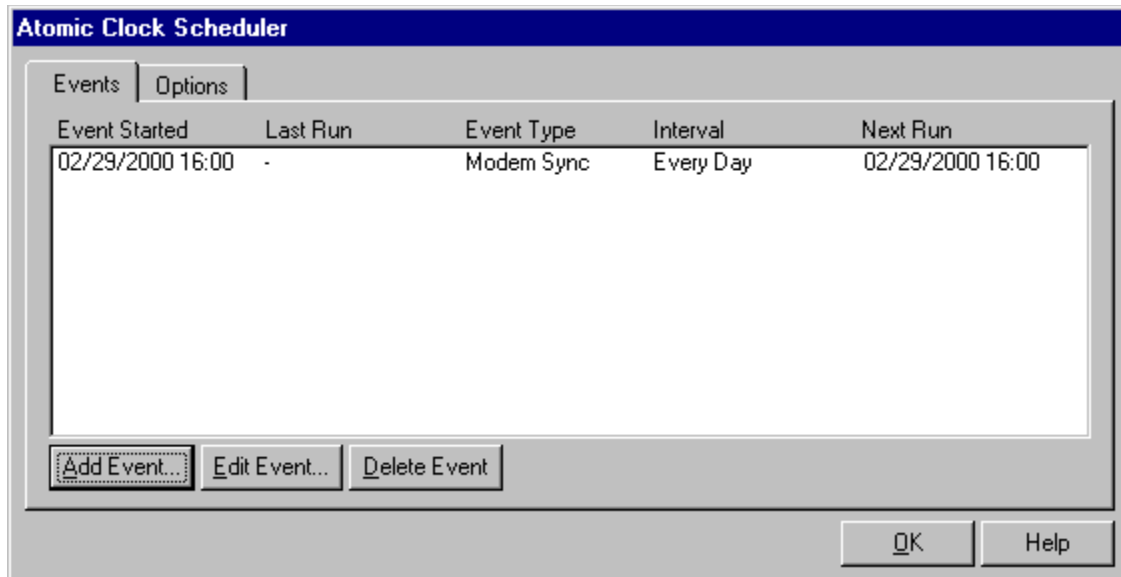 Atomic Clock Scheduler
Events Options
Event Started Last Run Event Type Interval Next Run
02/29/2000 16:00 - Modem Sync Every Day 02/29/2000 16:00
Add Event... Edit Event... Delete Event
OK Help